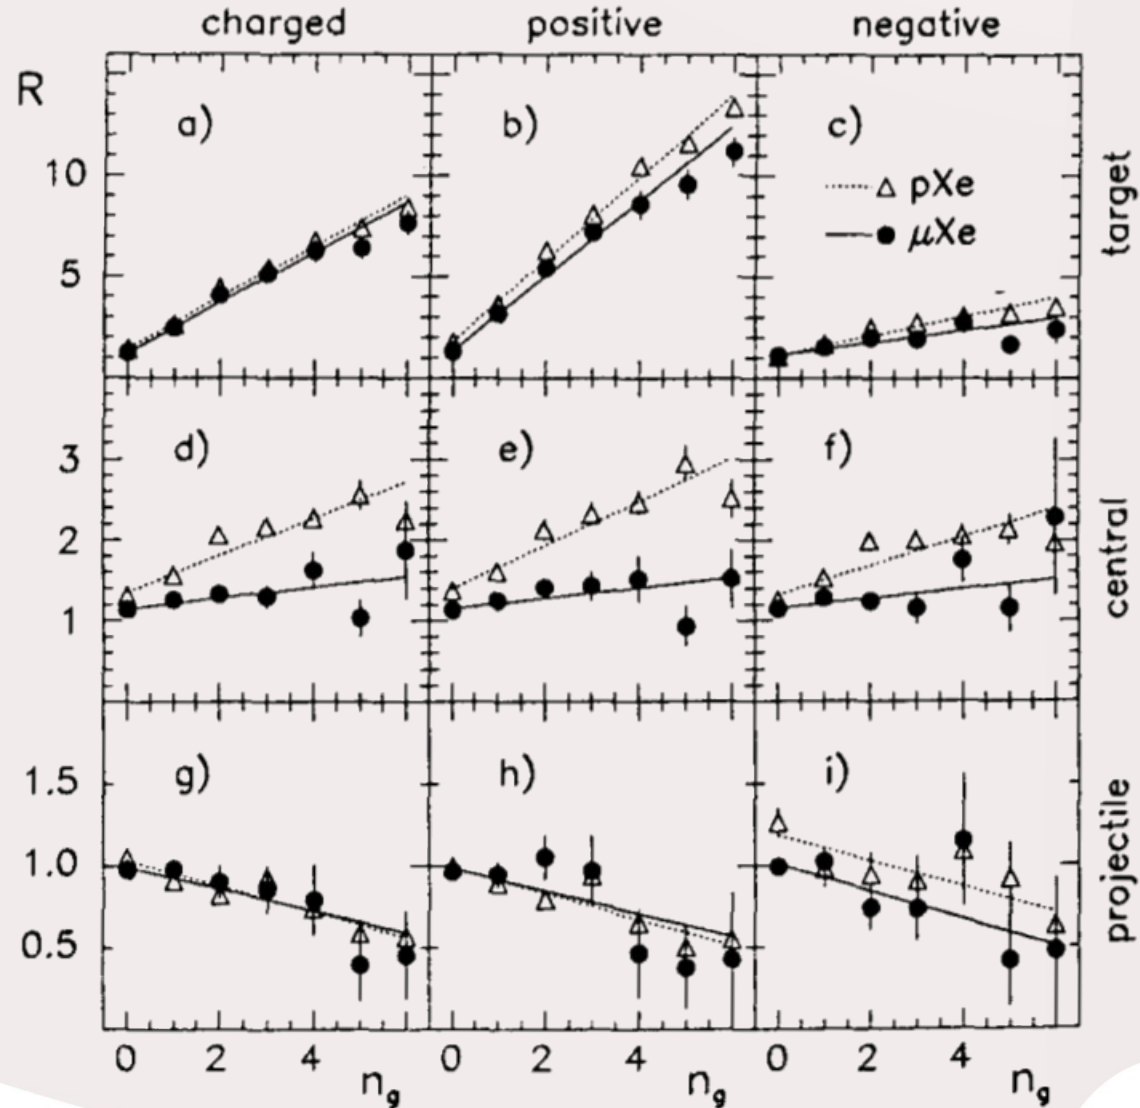 charged positive negative
R
a) b) c)
10
pXe
μXe
5
target
d) e) f)
3
2
1
central
g) h) i)
1.5
1.0
0.5
projectile
0 2 4 0 2 4 0 2 4
n_g n_g n_g